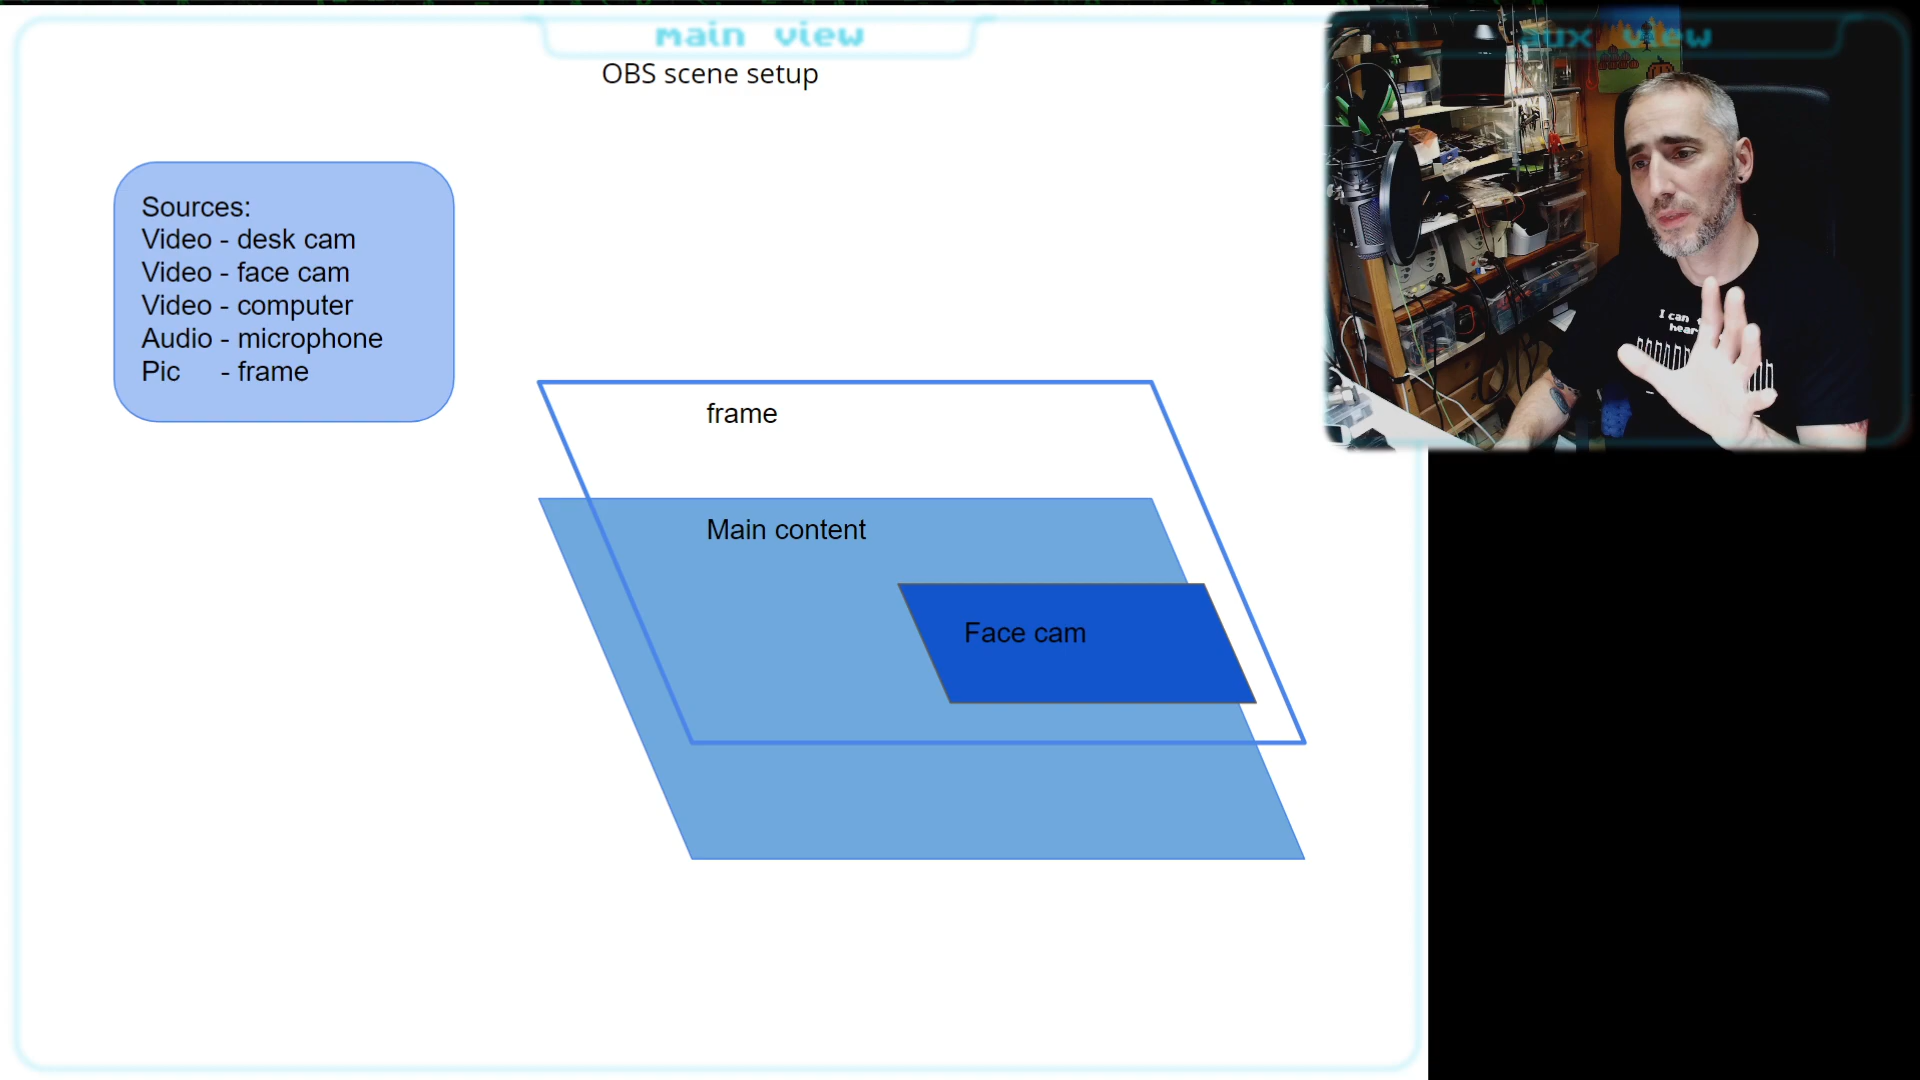 main view
aux view
OBS scene setup
Sources:
Video - desk cam
Video - face cam
Video - computer
Audio - microphone
Pic - frame
I can
hear
frame
Main content
Face cam